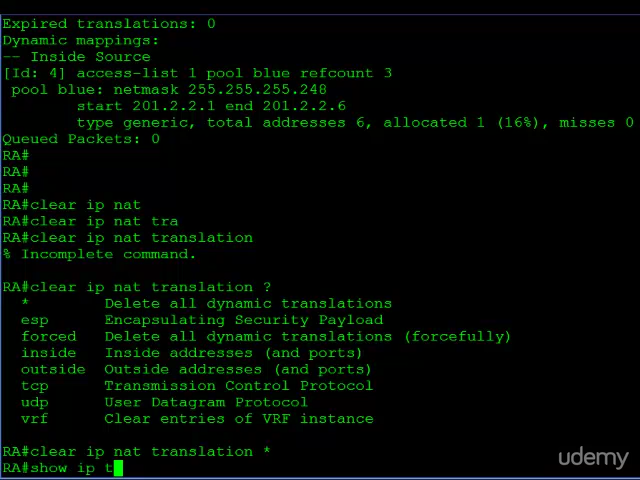 Expired translations: 0
Dynamic mappings:
-- Inside Source
[Id: 4] access-list 1 pool blue refcount 3
pool blue: netmask 255.255.255.248
start 201.2.2.1 end 201.2.2.6
type generic, total addresses 6, allocated 1 (16%), misses 0
Queued Packets: 0
RA#
RA#
RA#
RA#clear ip nat
RA#clear ip nat tra
RA#clear ip nat translation
% Incomplete command.
RA#clear ip nat translation ?
* Delete all dynamic translations
esp Encapsulating Security Payload
forced Delete all dynamic translations (forcefully)
inside Inside addresses (and ports)
outside Outside addresses (and ports)
tcp Transmission Control Protocol
udp User Datagram Protocol
vrf Clear entries of VRF instance
RA#clear ip nat translation *
RA#show ip t
udemy